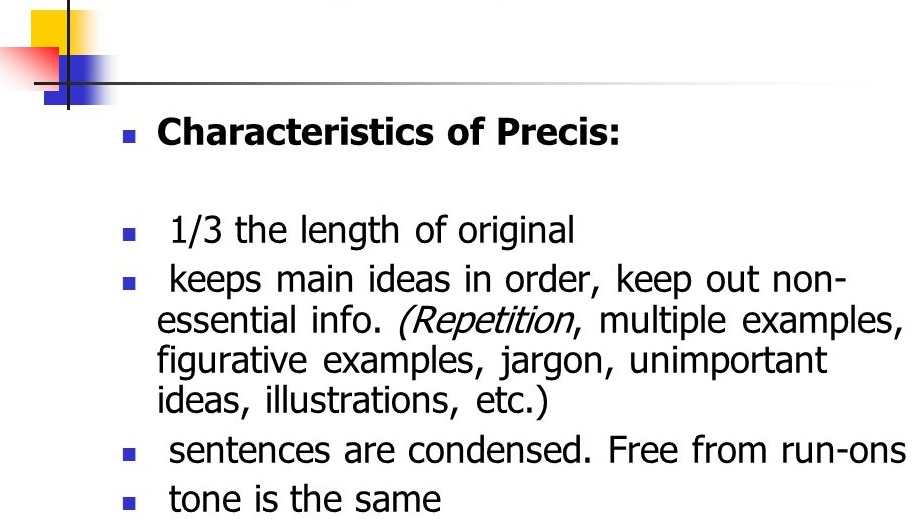 Characteristics of Precis:
1/3 the length of original
keeps main ideas in order, keep out non-
essential info. (Repetition, multiple examples,
figurative examples, jargon, unimportant
ideas, illustrations, etc.)
sentences are condensed. Free from run-ons
tone is the same